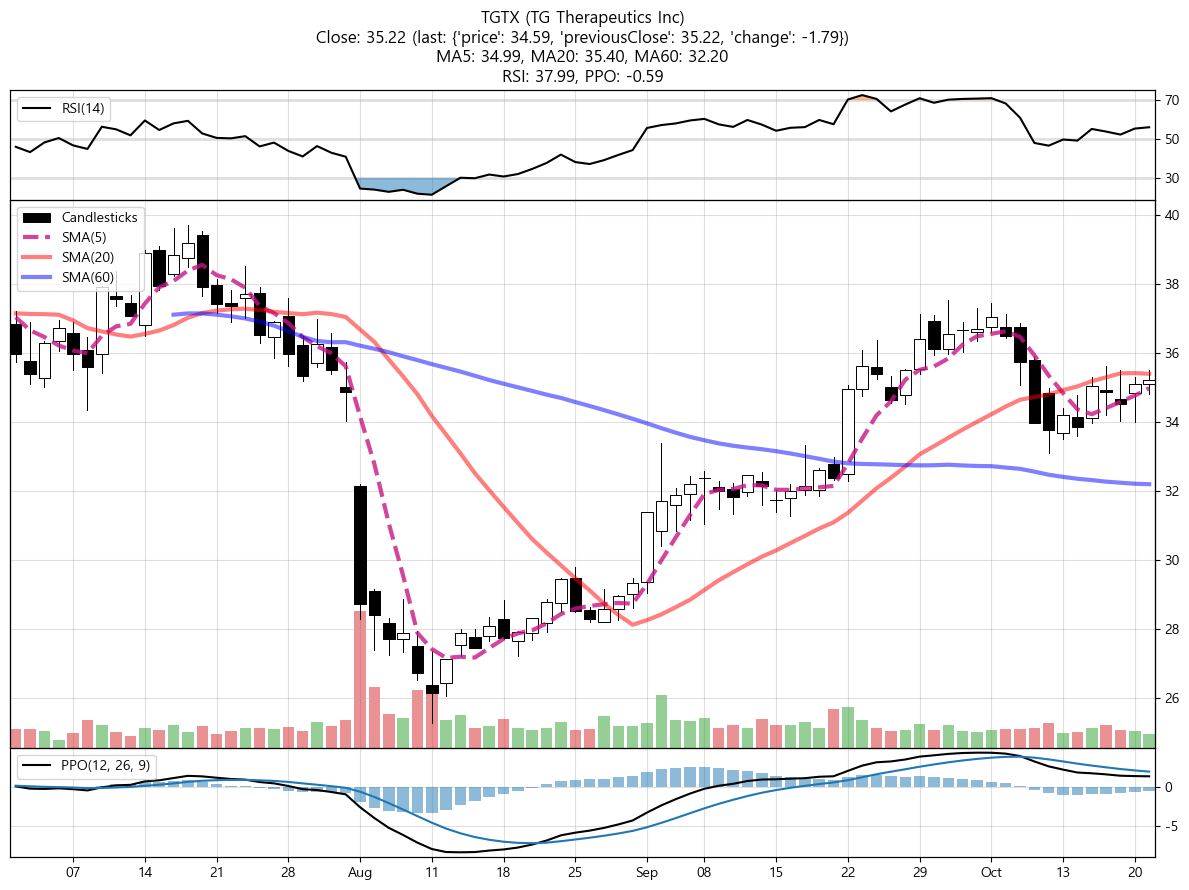 TGTX (TG Therapeutics Inc)
Close: 35.22 (last: {'price': 34.59, 'previousClose': 35.22, 'change': -1.79})
MA5: 34.99, MA20: 35.40, MA60: 32.20
RSI: 37.99, PPO: -0.59
RSI(14)
70
50
30
Candlesticks
SMA(5)
SMA(20)
SMA(60)
40
38
36
34
32
30
28
26
PPO(12, 26, 9)
0
-5
07 14 21 28 Aug 11 18 25 Sep 08 15 22 29 Oct 13 20